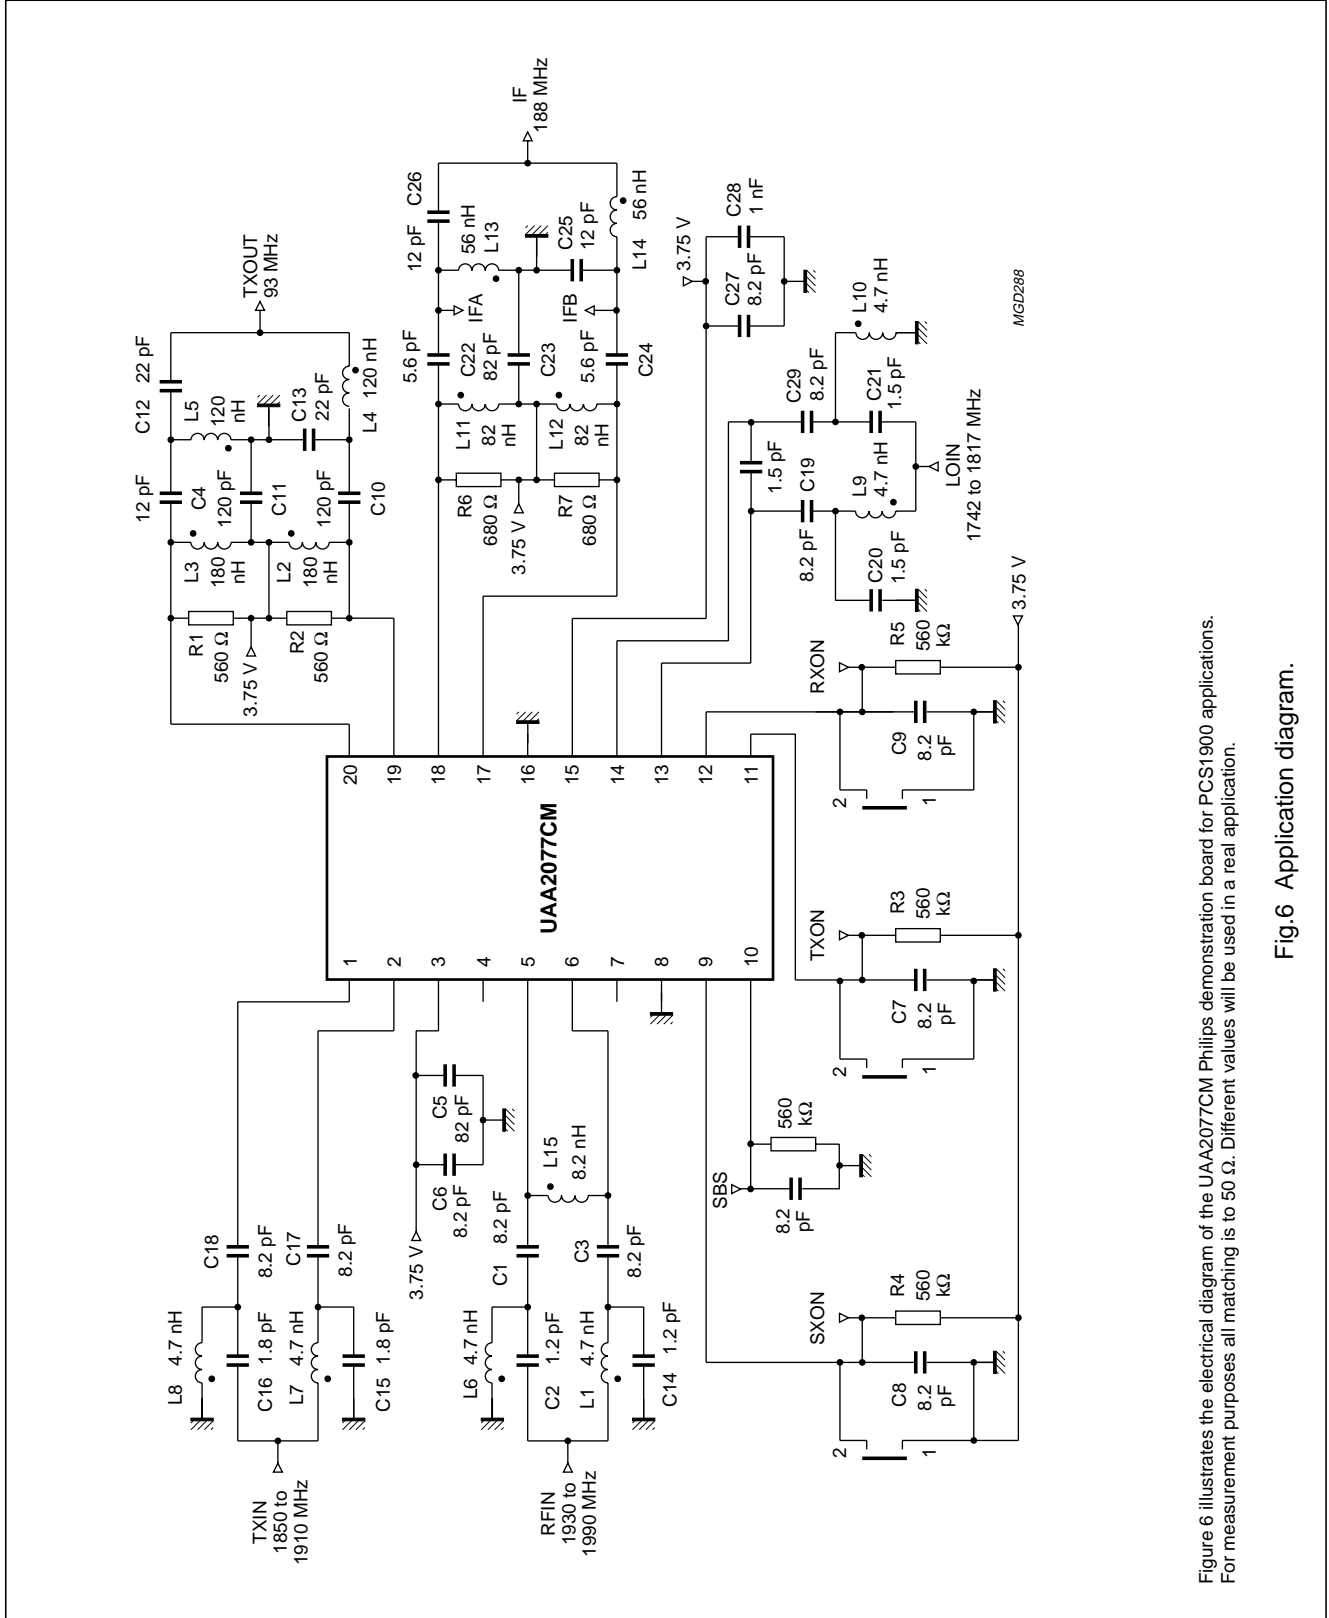 TXOUT
93 MHz
C12
22 pF
12 pF
C4
L5
120
nH
C13
22 pF
L4
120 nH
120 pF
C11
120 pF
C10
L3
180
nH
L2
180
nH
R1
560 Ω
3.75 V
R2
560 Ω
IF
188 MHz
12 pF
C26
56 nH
L13
C25
12 pF
L14
56 nH
IFA
IFB
5.6 pF
C22
82 pF
C23
5.6 pF
C24
L11
82
nH
L12
82
nH
R6
680 Ω
3.75 V
R7
680 Ω
3.75 V
C27
8.2 pF
C28
1 nF
1.5 pF
C19
8.2 pF
C29
8.2 pF
C21
1.5 pF
L10
4.7 nH
L9
4.7 nH
C20
1.5 pF
LOIN
1742 to 1817 MHz
MGD288
20
19
18
17
16
15
14
13
12
11
UAA2077CM
1
2
3
4
5
6
7
8
9
10
TXIN
1850 to
1910 MHz
L8
4.7 nH
C16
1.8 pF
L7
4.7 nH
C15
1.8 pF
C18
8.2 pF
C17
8.2 pF
3.75 V
C6
8.2 pF
C5
82 pF
RFIN
1930 to
1990 MHz
L6
4.7 nH
C2
1.2 pF
L1
4.7 nH
C14
1.2 pF
C1
8.2 pF
C3
8.2 pF
L15
8.2 nH
SBS
8.2
pF
560
kΩ
SXON
R4
560
kΩ
C8
8.2
pF
2
1
TXON
R3
560
kΩ
C7
8.2
pF
2
1
RXON
R5
560
kΩ
C9
8.2
pF
2
1
3.75 V
Figure 6 illustrates the electrical diagram of the UAA2077CM Philips demonstration board for PCS1900 applications.
For measurement purposes all matching is to 50 Ω. Different values will be used in a real application.
Fig.6 Application diagram.